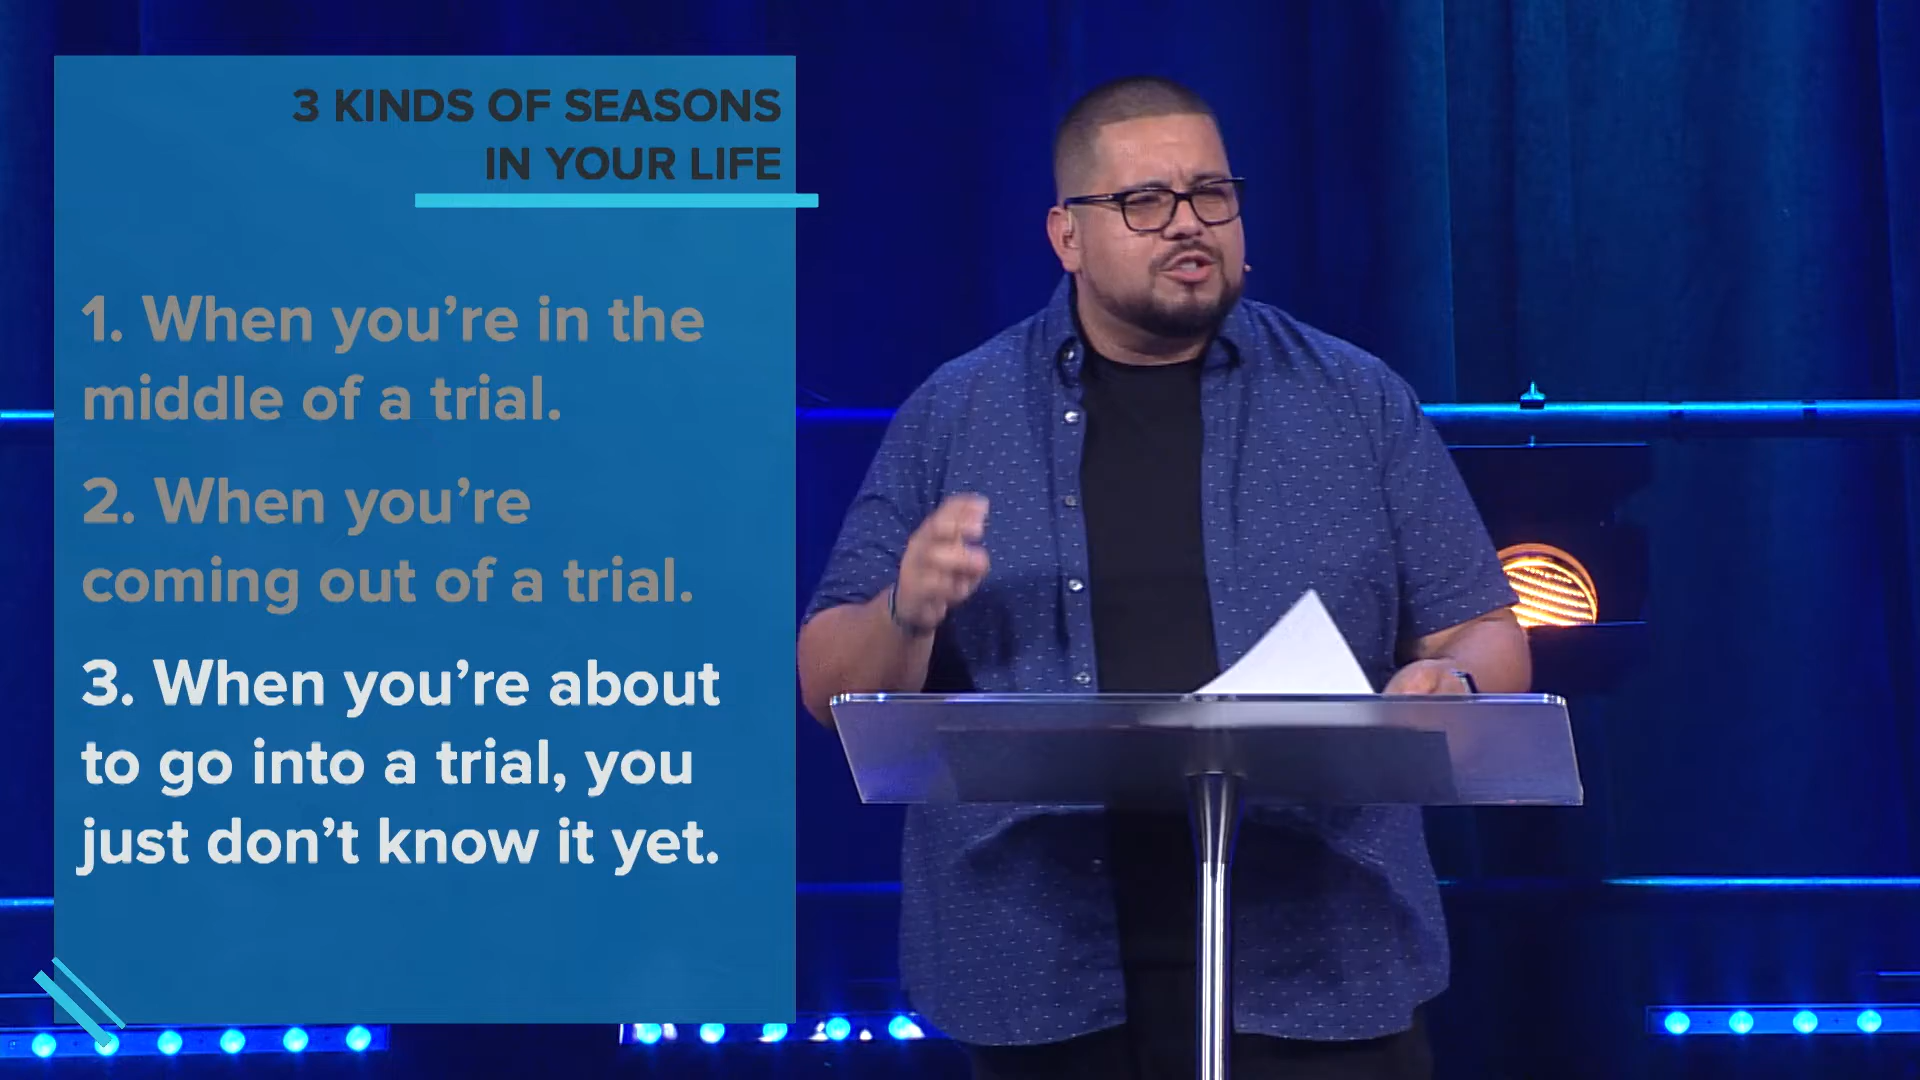 3 KINDS OF SEASONS
IN YOUR LIFE
1. When you’re in the
middle of a trial.
2. When you’re
coming out of a trial.
3. When you’re about
to go into a trial, you
just don’t know it yet.